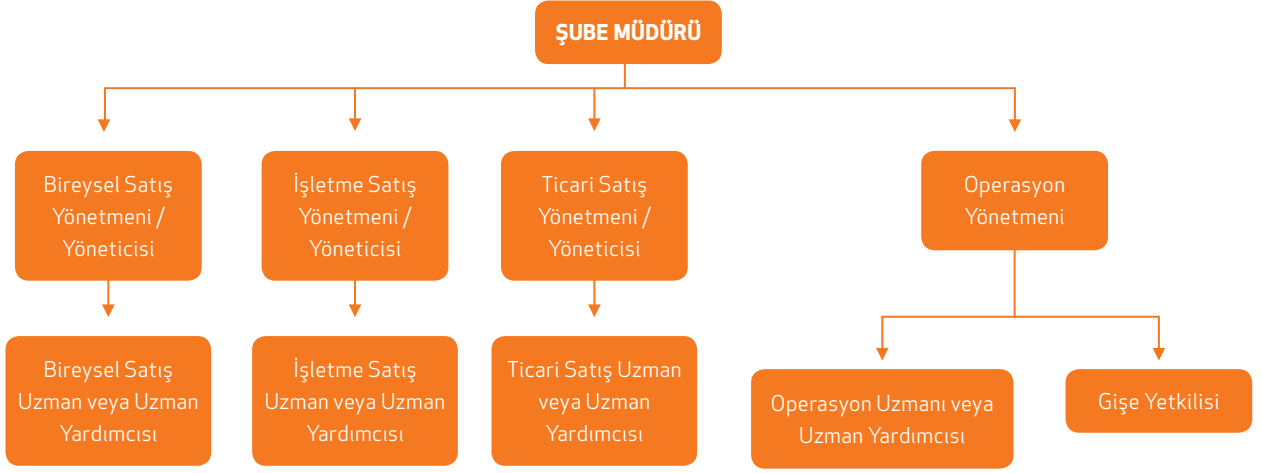 ŞUBE MÜDÜRÜ
Bireysel Satış
Yönetmeni /
Yöneticisi
İşletme Satış
Yönetmeni /
Yöneticisi
Ticari Satış
Yönetmeni /
Yöneticisi
Operasyon
Yönetmeni
Bireysel Satış
Uzman veya Uzman
Yardımcısı
İşletme Satış
Uzman veya Uzman
Yardımcısı
Ticari Satış Uzman
veya Uzman
Yardımcısı
Operasyon Uzmanı veya
Uzman Yardımcısı
Gişe Yetkilisi